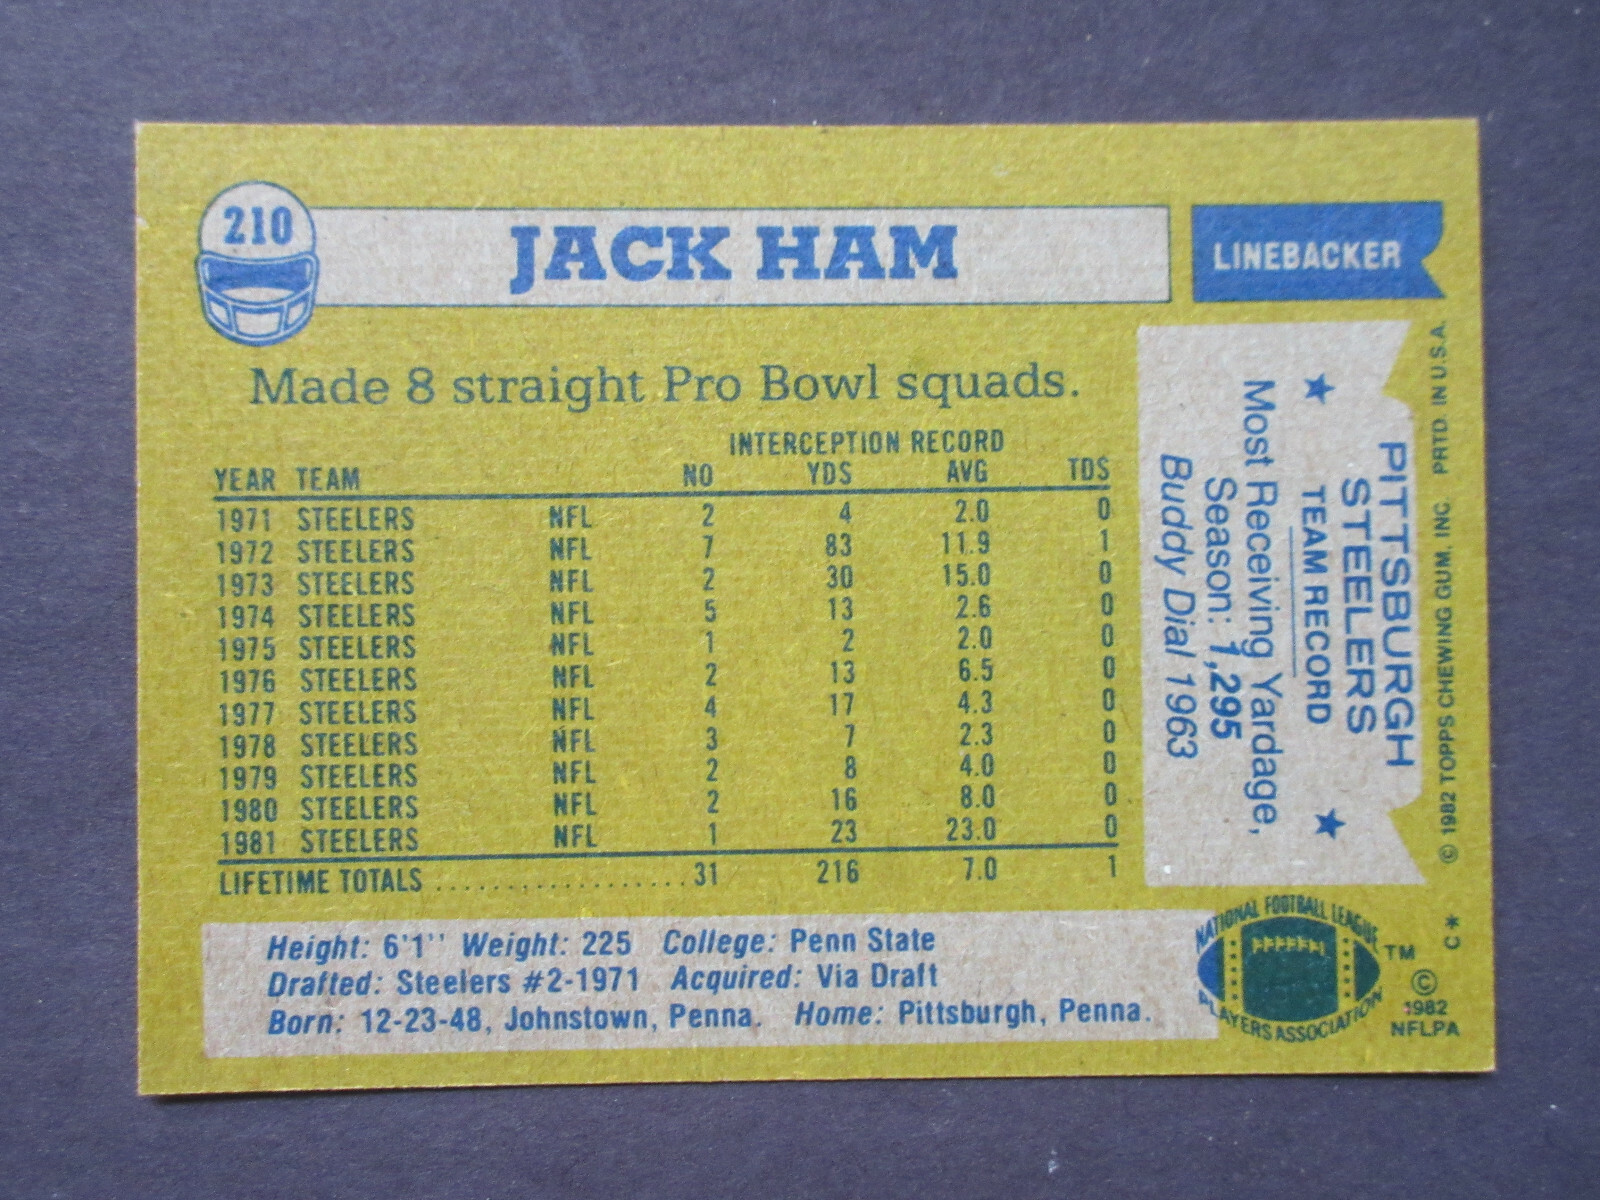 210
JACK HAM
LINEBACKER
Made 8 straight Pro Bowl squads.
INTERCEPTION RECORD
YEAR TEAM NO YDS AVG TDS
1971 STEELERS NFL 2 4 2.0 0
1972 STEELERS NFL 7 83 11.9 1
1973 STEELERS NFL 2 30 15.0 0
1974 STEELERS NFL 5 13 2.6 0
1975 STEELERS NFL 1 2 2.0 0
1976 STEELERS NFL 2 13 6.5 0
1977 STEELERS NFL 4 17 4.3 0
1978 STEELERS NFL 3 7 2.3 0
1979 STEELERS NFL 2 8 4.0 0
1980 STEELERS NFL 2 16 8.0 0
1981 STEELERS NFL 1 23 23.0 0
LIFETIME TOTALS .................. 31 216 7.0 1
Height: 6'1'' Weight: 225 College: Penn State
Drafted: Steelers #2-1971 Acquired: Via Draft
Born: 12-23-48, Johnstown, Penna. Home: Pittsburgh, Penna.
PITTSBURGH
STEELERS
★ TEAM RECORD ★
Most Receiving Yardage,
Season: 1,295
Buddy Dial 1963
© 1982 TOPPS CHEWING GUM, INC. PRTD. IN U.S.A.
C*
NATIONAL FOOTBALL LEAGUE
PLAYERS ASSOCIATION
TM
©
1982
NFLPA